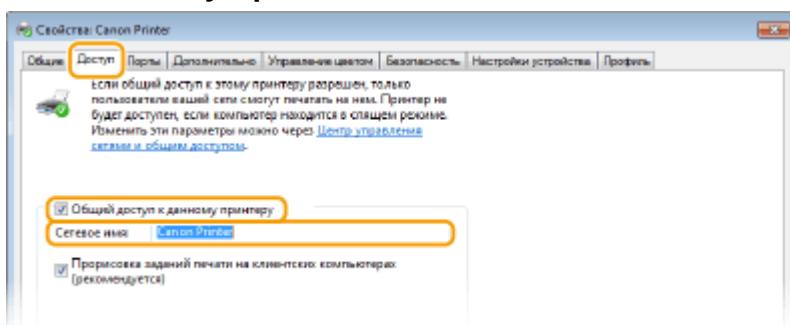 Свойства: Canon Printer
Общие Доступ Порты Дополнительно Управление цветом Безопасность Настройки устройства Профиль
Если общий доступ к этому принтеру разрешен, только
пользователи вашей сети смогут печатать на нем. Принтер не
будет доступен, если компьютер находится в спящем режиме.
Изменить эти параметры можно через Центр управления
сетями и общим доступом.
Общий доступ к данному принтеру
Сетевое имя: Canon Printer
Прорисовка заданий печати на клиентских компьютерах
(рекомендуется)